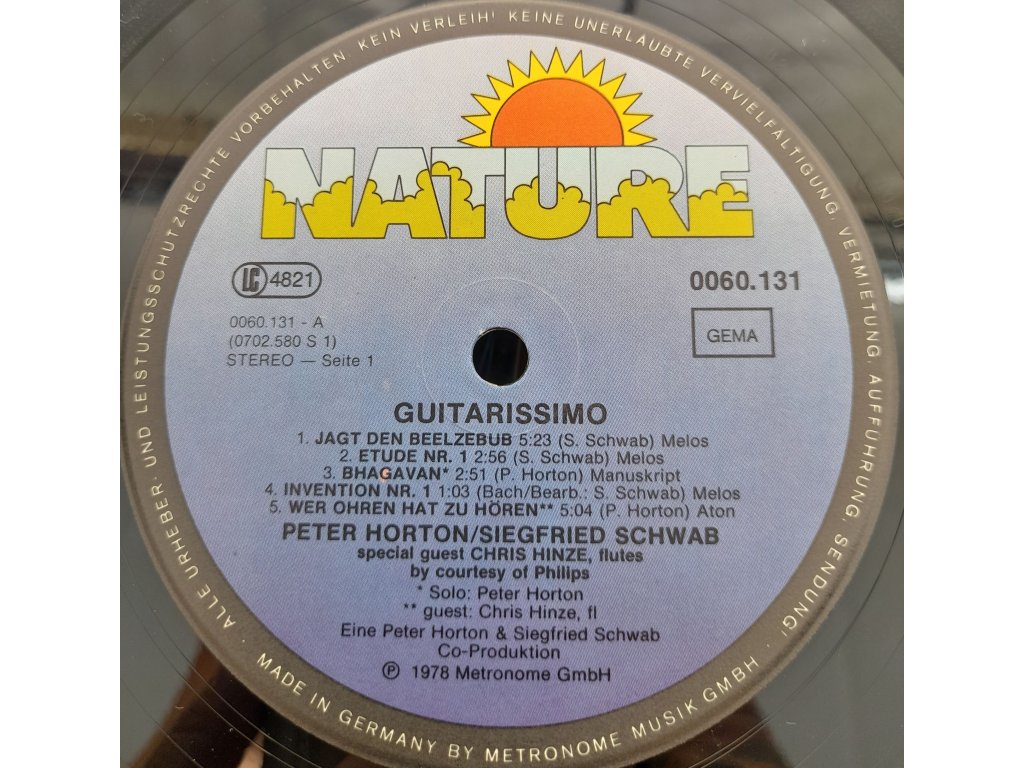 ALLE URHEBER- UND LEISTUNGSSCHUTZRECHTE VORBEHALTEN. KEIN VERLEIH! KEINE UNERLAUBTE VERVIELFÄLTIGUNG, VERMIETUNG, AUFFÜHRUNG, SENDUNG!
NATURE
LC 4821
0060.131
0060.131 - A
(0702.580 S 1)
STEREO — Seite 1
GEMA
GUITARISSIMO
1. JAGT DEN BEELZEBUB 5:23 (S. Schwab) Melos
2. ETUDE NR. 1 2:56 (S. Schwab) Melos
3. BHAGAVAN* 2:51 (P. Horton) Manuskript
4. INVENTION NR. 1 1:03 (Bach/Bearb.: S. Schwab) Melos
5. WER OHREN HAT ZU HÖREN** 5:04 (P. Horton) Aton
PETER HORTON/SIEGFRIED SCHWAB
special guest CHRIS HINZE, flutes
by courtesy of Philips
* Solo: Peter Horton
** guest: Chris Hinze, fl
Eine Peter Horton & Siegfried Schwab
Co-Produktion
℗ 1978 Metronome GmbH
MADE IN GERMANY BY METRONOME MUSIK GMBH